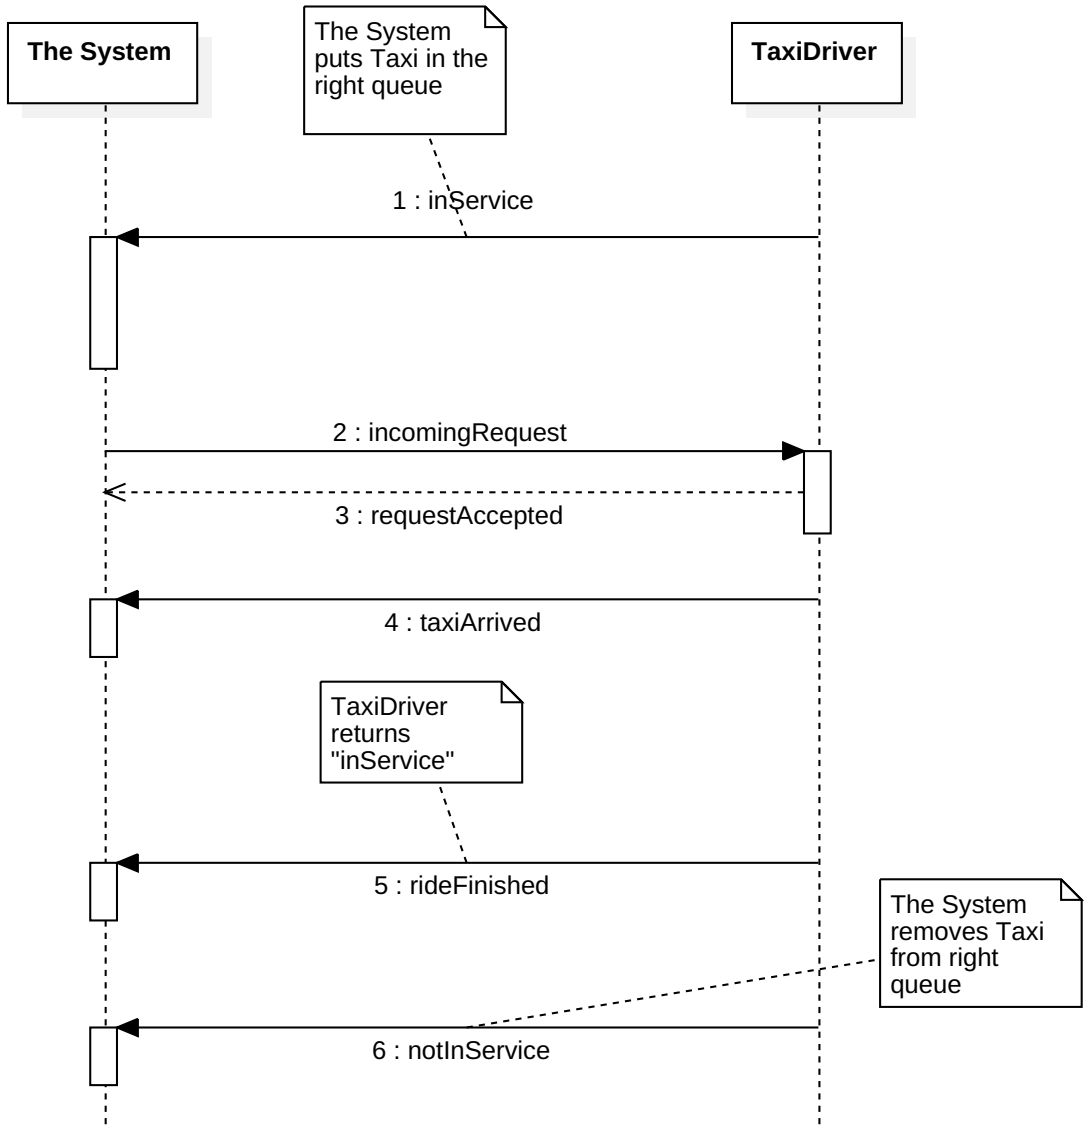 The System
The System
puts Taxi in the
right queue
TaxiDriver
1 : inService
2 : incomingRequest
3 : requestAccepted
4 : taxiArrived
TaxiDriver
returns
"inService"
5 : rideFinished
The System
removes Taxi
from right
queue
6 : notInService